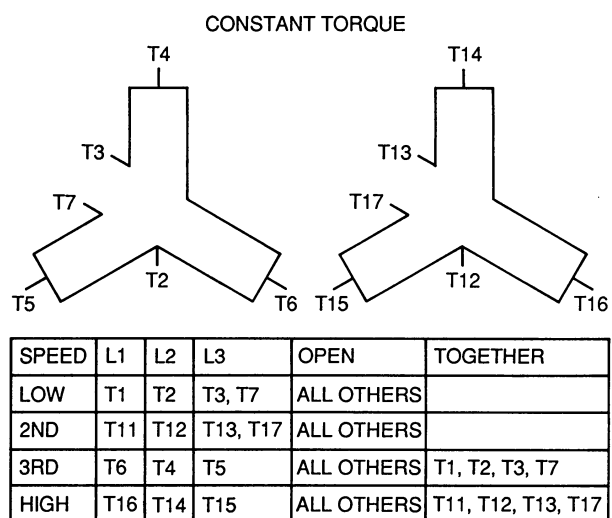 CONSTANT TORQUE
T4 T14
T3 T13
T7 T17
T2 T12
T5 T6 T15 T16
SPEED L1 L2 L3 OPEN TOGETHER
LOW T1 T2 T3, T7 ALL OTHERS
2ND T11 T12 T13, T17 ALL OTHERS
3RD T6 T4 T5 ALL OTHERS T1, T2, T3, T7
HIGH T16 T14 T15 ALL OTHERS T11, T12, T13, T17